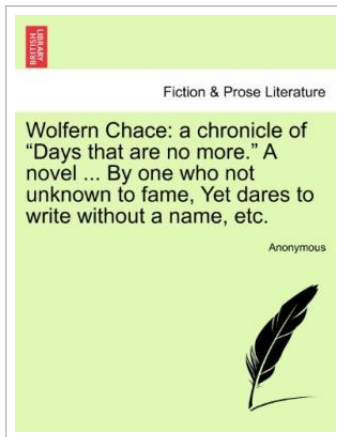 BRITISH
LIBRARY
Fiction & Prose Literature
Wolfern Chace: a chronicle of
“Days that are no more.” A
novel ... By one who not
unknown to fame, Yet dares to
write without a name, etc.
Anonymous